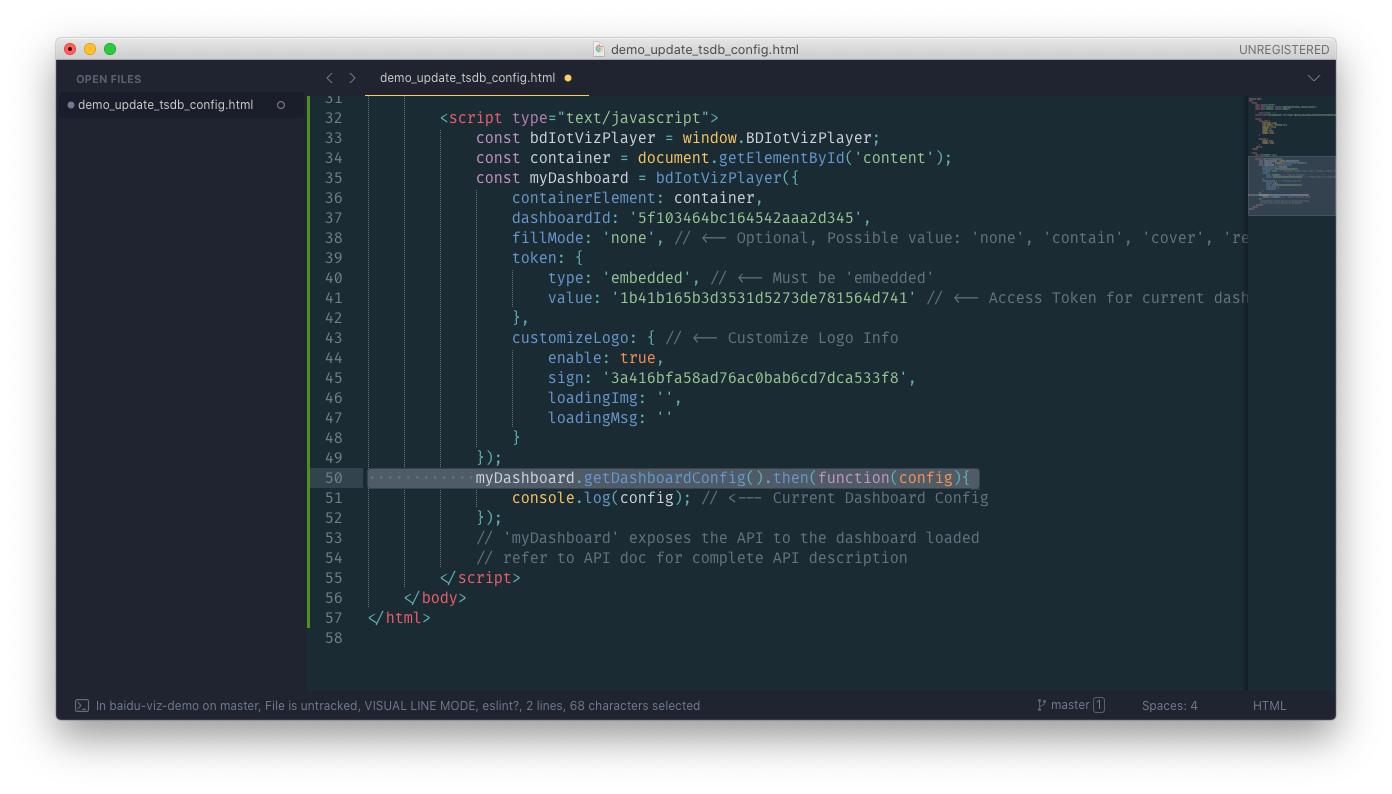 demo_update_tsdb_config.html
UNREGISTERED
OPEN FILES
demo_update_tsdb_config.html
demo_update_tsdb_config.html
31
32 <script type="text/javascript">
33 const bdIotVizPlayer = window.BDIotVizPlayer;
34 const container = document.getElementById('content');
35 const myDashboard = bdIotVizPlayer({
36 containerElement: container,
37 dashboardId: '5f103464bc164542aaa2d345',
38 fillMode: 'none', // <-- Optional, Possible value: 'none', 'contain', 'cover', 're
39 token: {
40 type: 'embedded', // <-- Must be 'embedded'
41 value: '1b41b165b3d3531d5273de781564d741' // <-- Access Token for current dash
42 },
43 customizeLogo: { // <-- Customize Logo Info
44 enable: true,
45 sign: '3a416bfa58ad76ac0bab6cd7dca533f8',
46 loadingImg: '',
47 loadingMsg: ''
48 }
49 });
50 myDashboard.getDashboardConfig().then(function(config){
51 console.log(config); // <--- Current Dashboard Config
52 });
53 // 'myDashboard' exposes the API to the dashboard loaded
54 // refer to API doc for complete API description
55 </script>
56 </body>
57 </html>
58
In baidu-viz-demo on master, File is untracked, VISUAL LINE MODE, eslint?, 2 lines, 68 characters selected
master 1
Spaces: 4
HTML